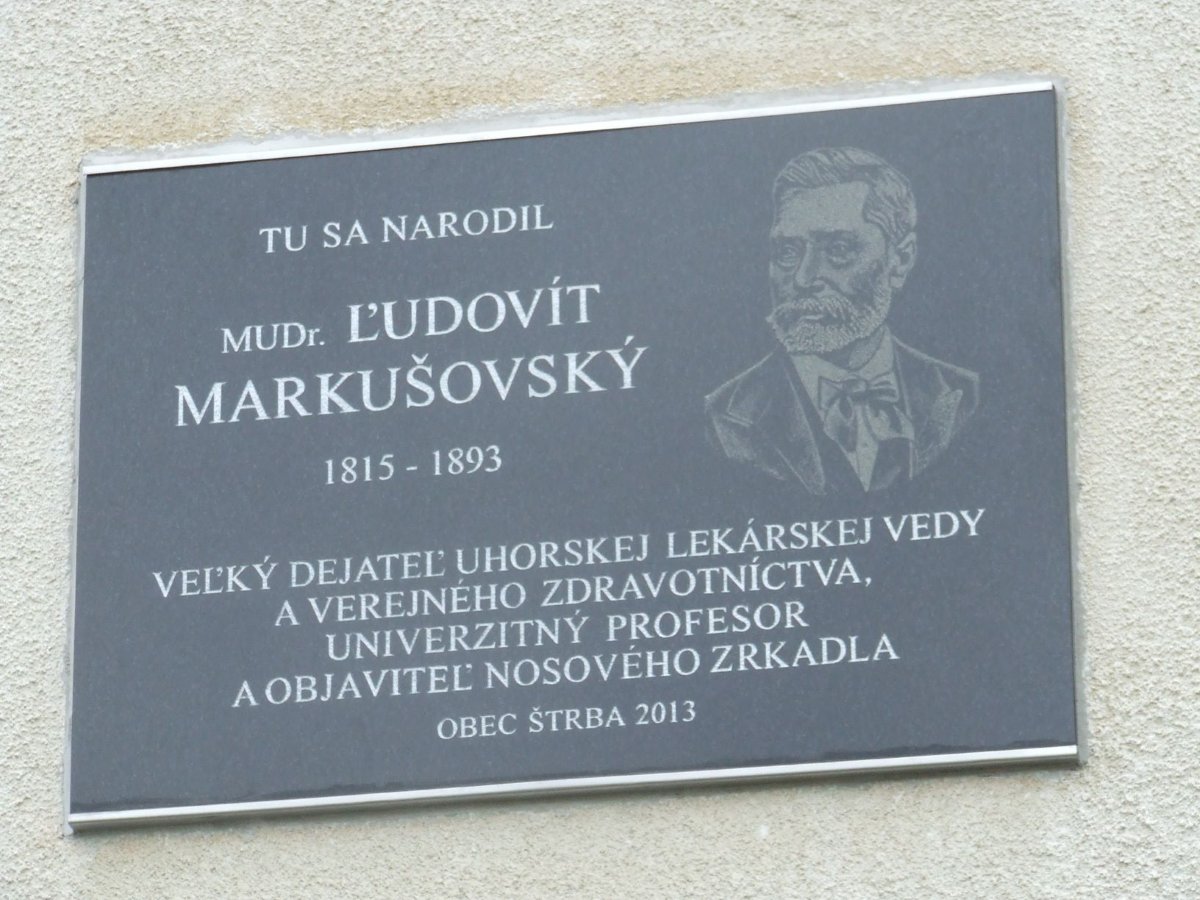 TU SA NARODIL
MUDr. ĽUDOVÍT
MARKUŠOVSKÝ
1815 - 1893
VEĽKÝ DEJATEĽ UHORSKEJ LEKÁRSKEJ VEDY
A VEREJNÉHO ZDRAVOTNÍCTVA,
UNIVERZITNÝ PROFESOR
A OBJAVITEĽ NOSOVÉHO ZRKADLA
OBEC ŠTRBA 2013